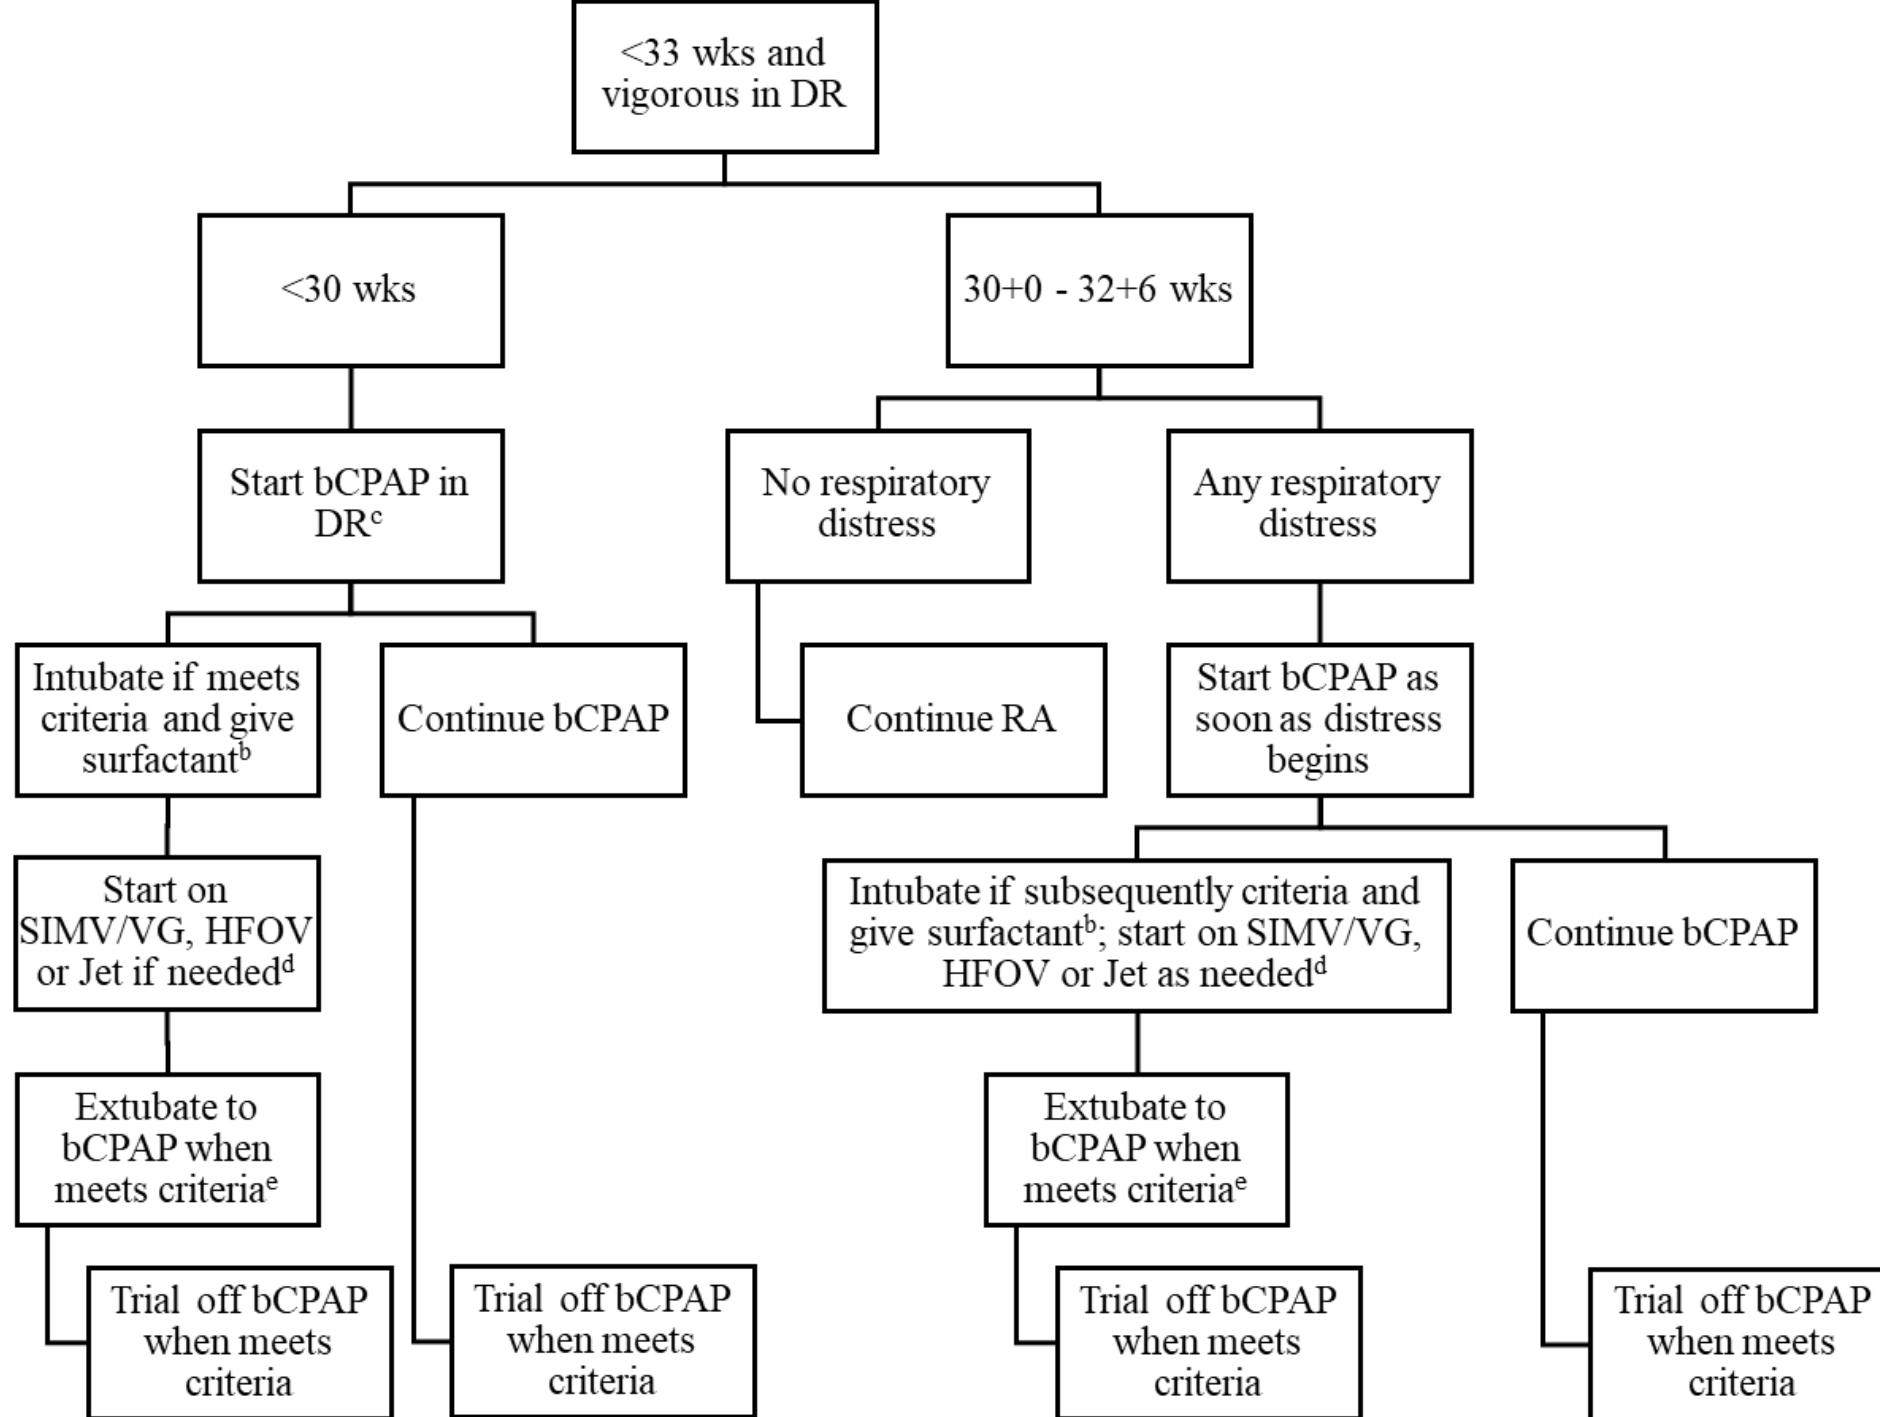 <33 wks and
vigorous in DR
<30 wks
30+0 - 32+6 wks
Start bCPAP in
DRᶜ
No respiratory
distress
Any respiratory
distress
Intubate if meets
criteria and give
surfactantᵇ
Continue bCPAP
Continue RA
Start bCPAP as
soon as distress
begins
Start on
SIMV/VG, HFOV
or Jet if neededᵈ
Intubate if subsequently criteria and
give surfactantᵇ; start on SIMV/VG,
HFOV or Jet as neededᵈ
Continue bCPAP
Extubate to
bCPAP when
meets criteriaᵉ
Extubate to
bCPAP when
meets criteriaᵉ
Trial off bCPAP
when meets
criteria
Trial off bCPAP
when meets
criteria
Trial off bCPAP
when meets
criteria
Trial off bCPAP
when meets
criteria